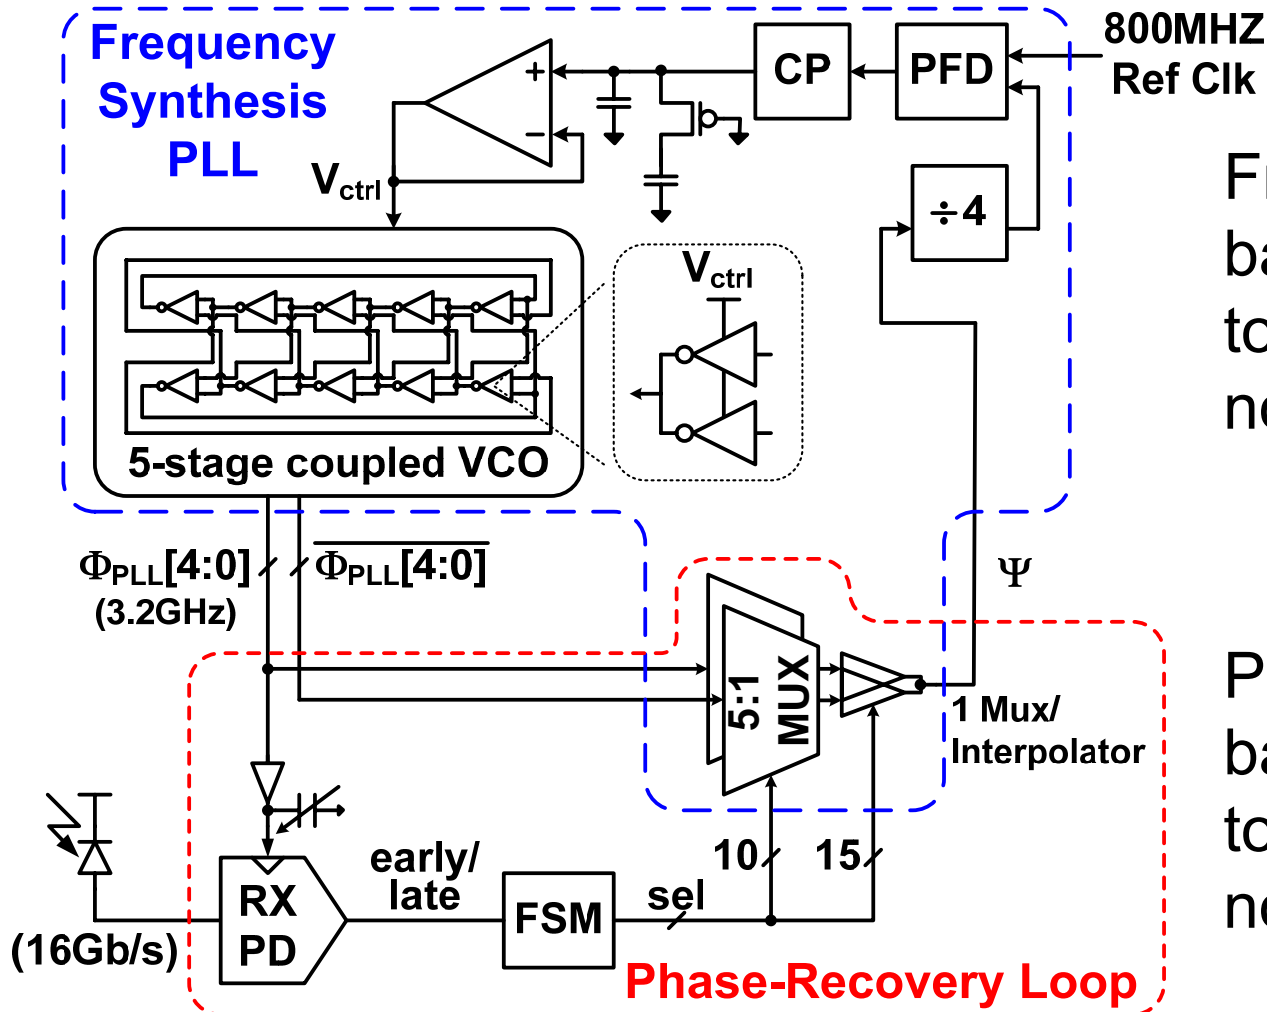 Frequency
Synthesis
PLL
800MHZ
Ref Clk
CP
PFD
+
−
÷4
Vctrl
Vctrl
5-stage coupled VCO
ΦPLL[4:0]
(3.2GHz)
Φ̅P̅L̅L̅[̅4̅:̅0̅]̅
Ψ
5:1
MUX
1 Mux/
Interpolator
10
15
early/
late
RX
PD
FSM
sel
(16Gb/s)
Phase-Recovery Loop